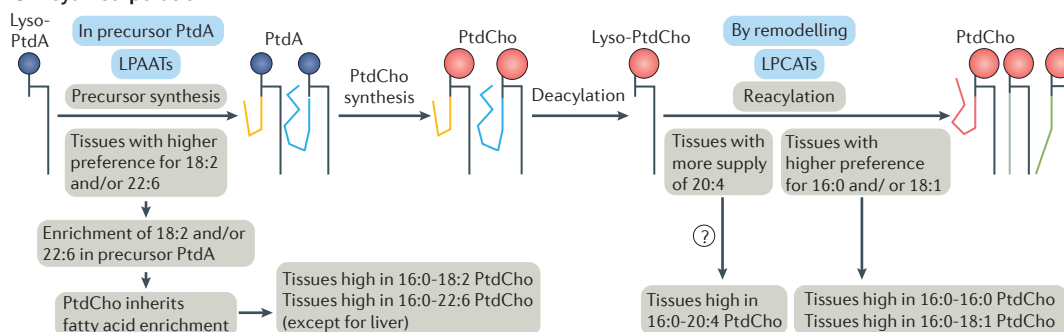 Lyso-
PtdA
In precursor PtdA
LPAATs
Precursor synthesis
PtdA
PtdCho
synthesis
PtdCho
Deacylation
Lyso-PtdCho
By remodelling
LPCATs
Reacylation
PtdCho
Tissues with higher
preference for 18:2
and/or 22:6
Enrichment of 18:2 and/or
22:6 in precursor PtdA
PtdCho inherits
fatty acid enrichment
Tissues high in 16:0-18:2 PtdCho
Tissues high in 16:0-22:6 PtdCho
(except for liver)
Tissues with
more supply
of 20:4
?
Tissues high in
16:0-20:4 PtdCho
Tissues with
higher preference
for 16:0 and/ or 18:1
Tissues high in 16:0-16:0 PtdCho
Tissues high in 16:0-18:1 PtdCho